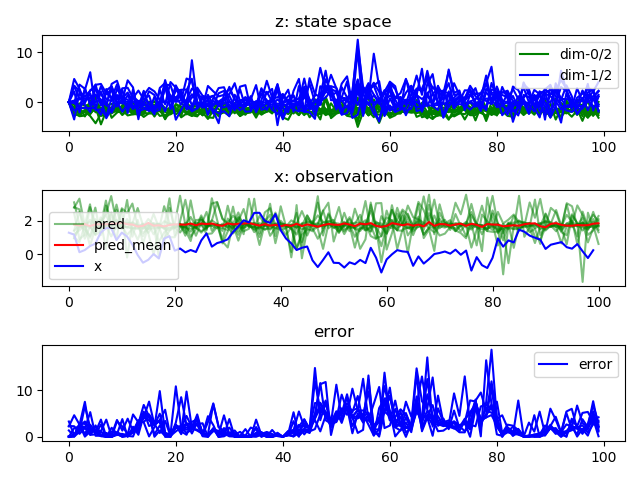 z: state space
10
0
dim-0/2
dim-1/2
0 20 40 60 80 100
x: observation
2
0
pred
pred_mean
x
0 20 40 60 80 100
error
10
0
error
0 20 40 60 80 100